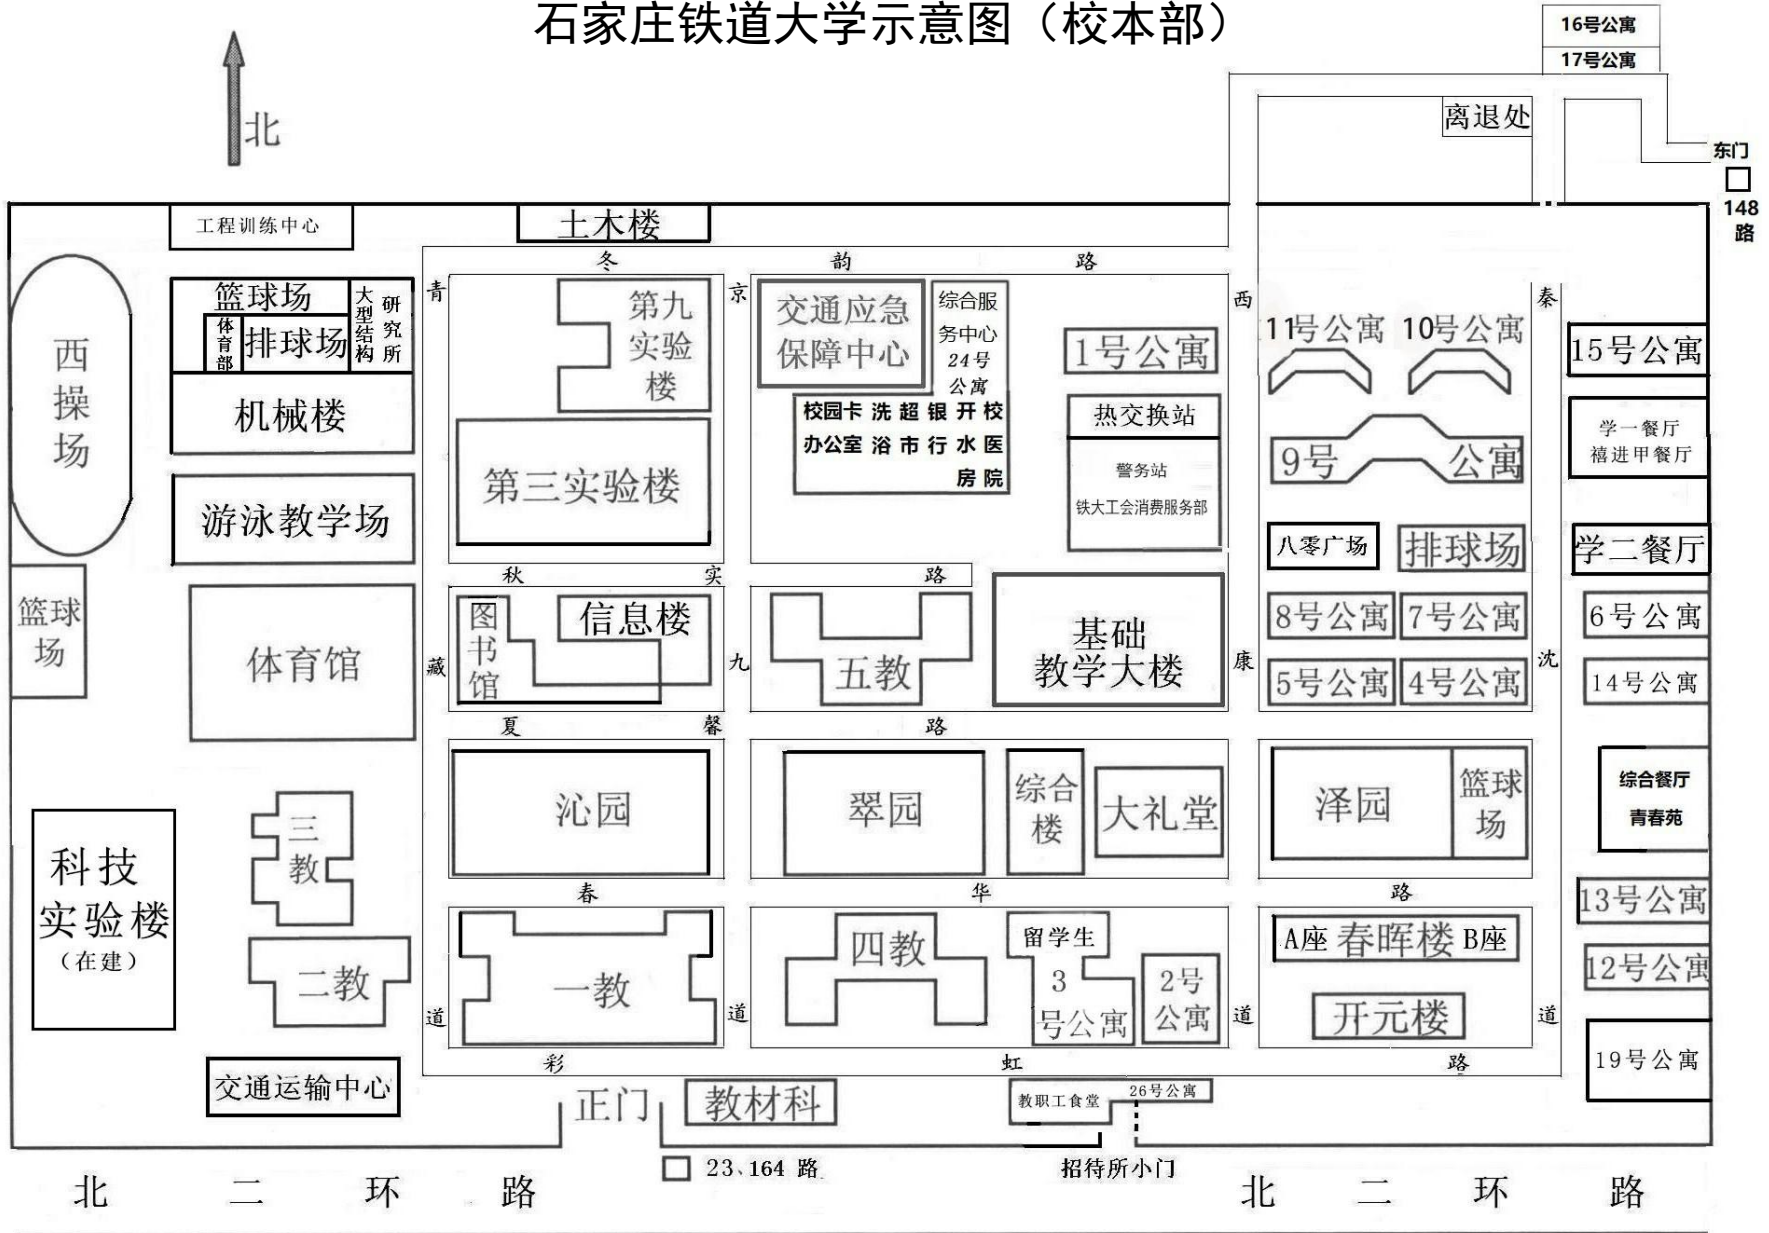 石家庄铁道大学示意图（校本部）
16号公寓
17号公寓
北
离退处
东门
148
路
工程训练中心
土木楼
冬韵路
西
操
场
篮球场
体
育
部
排球场
大
型
结
构
研
究
所
机械楼
游泳教学场
篮球
场
体育馆
青藏道
第九
实验
楼
第三实验楼
京九道
交通应急
保障中心
综合服
务中心
24号
公寓
校园卡 洗 超 银 开 校
办公室 浴 市 行 水 医
房 院
1号公寓
热交换站
警务站
铁大工会消费服务部
西康道
11号公寓
10号公寓
9号 公寓
八零广场
排球场
8号公寓
7号公寓
5号公寓
4号公寓
秦沈道
15号公寓
学一餐厅
禧进甲餐厅
学二餐厅
6号公寓
14号公寓
秋实路
图
书
馆
信息楼
五教
基础
教学大楼
夏馨路
沁园
翠园
综合
楼
大礼堂
泽园
篮球
场
综合餐厅
青春苑
三
教
科技
实验楼
（在建）
二教
春华路
一教
四教
留学生
3
号公寓
2号
公寓
A座 春晖楼 B座
开元楼
13号公寓
12号公寓
19号公寓
彩虹路
交通运输中心
正门
教材科
教职工食堂
26号公寓
23、164 路
招待所小门
北二环路
北二环路